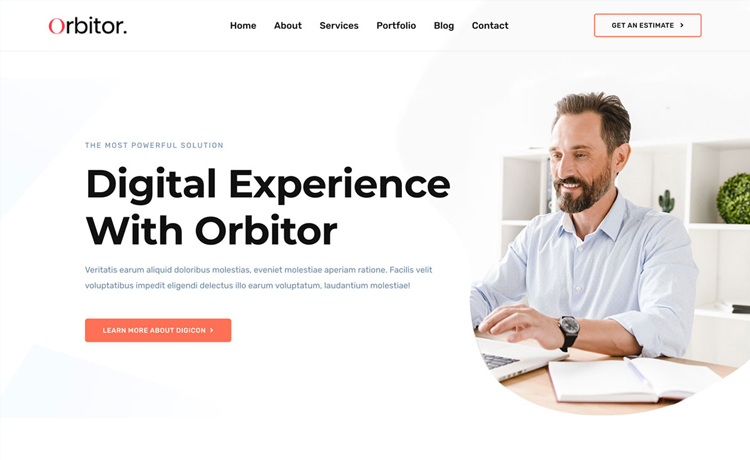 Orbitor.
Home About Services Portfolio Blog Contact
GET AN ESTIMATE >
THE MOST POWERFUL SOLUTION
Digital Experience
With Orbitor
Veritatis earum aliquid doloribus molestias, eveniet molestiae aperiam ratione. Facilis velit
voluptatibus impedit eligendi delectus illo earum voluptatum, laudantium molestiae!
LEARN MORE ABOUT DIGICON >